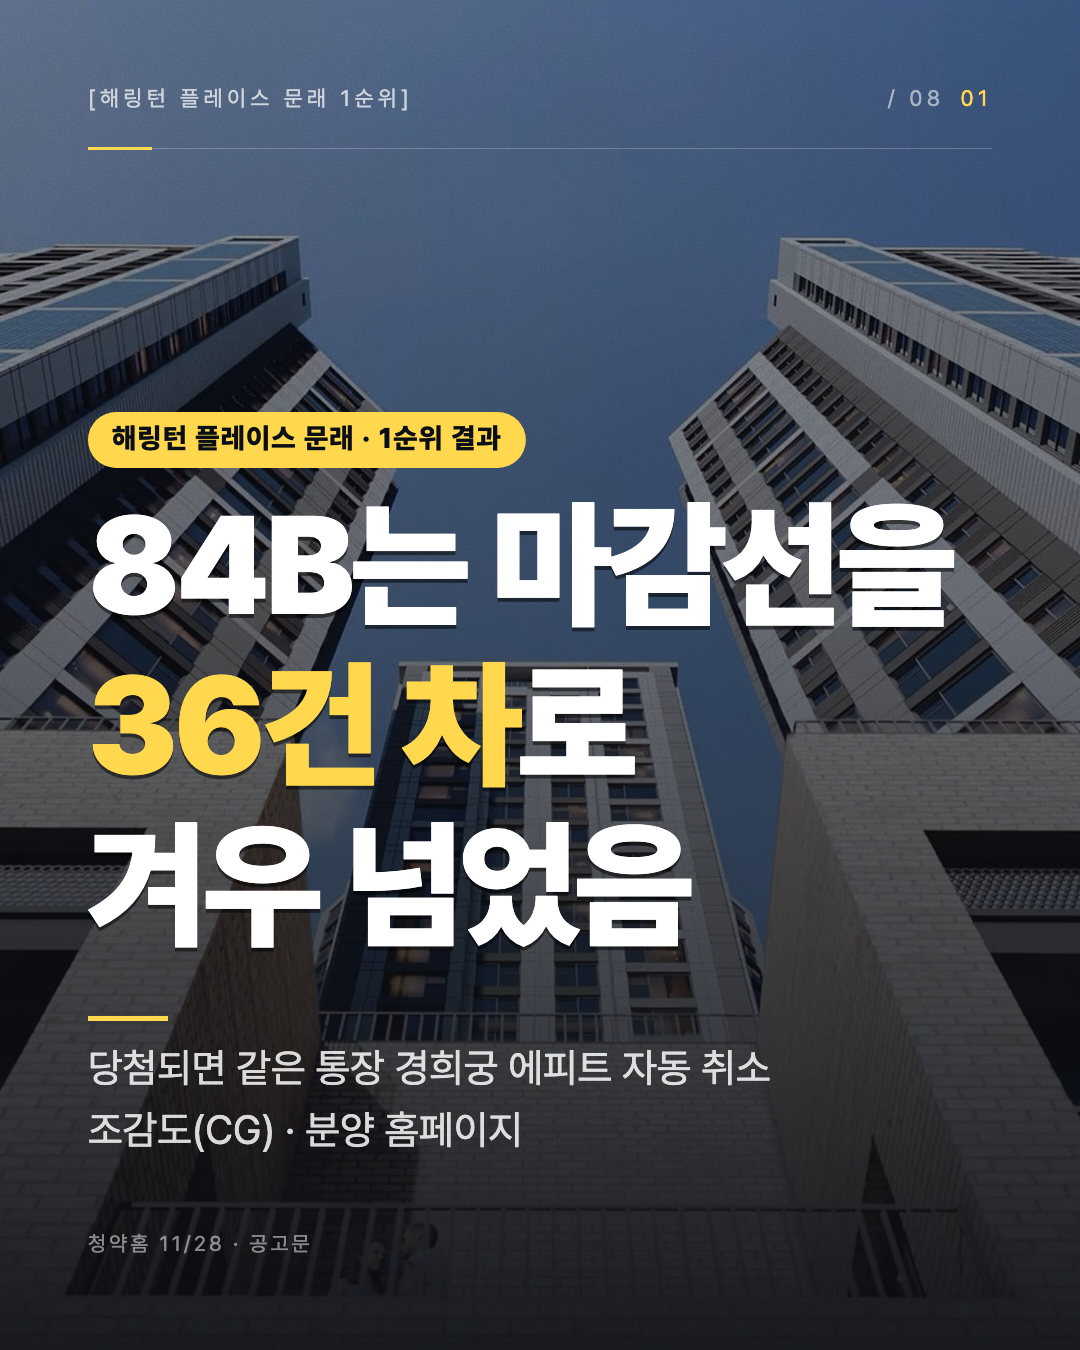 [해링턴 플레이스 문래 1순위]
/ 08 01
해링턴 플레이스 문래 · 1순위 결과
84B는 마감선을
36건 차로
겨우 넘었음
당첨되면 같은 통장 경희궁 에피트 자동 취소
조감도(CG) · 분양 홈페이지
청약홈 11/28 · 공고문